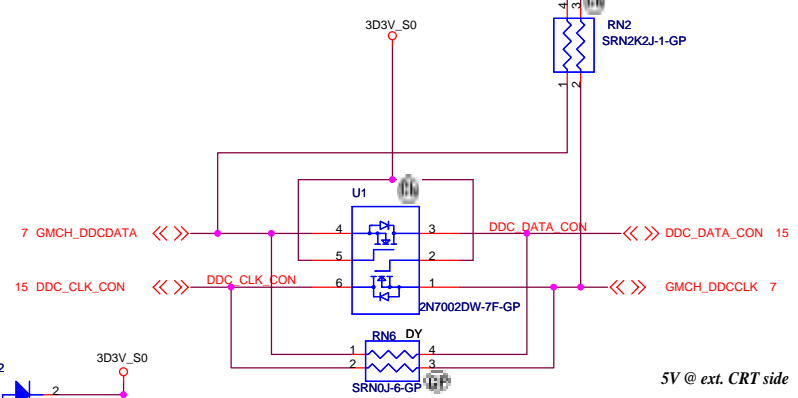 4 3
RN2
SRN2K2J-1-GP
3D3V_S0
1 2
U1
7 GMCH_DDCDATA
4
3
DDC_DATA_CON
DDC_DATA_CON 15
5
2
15 DDC_CLK_CON
DDC_CLK_CON
6
1
GMCH_DDCCLK 7
2N7002DW-7F-GP
RN6
DY
1
4
2
3
SRN0J-6-GP
3D3V_S0
2
2
5V @ ext. CRT side